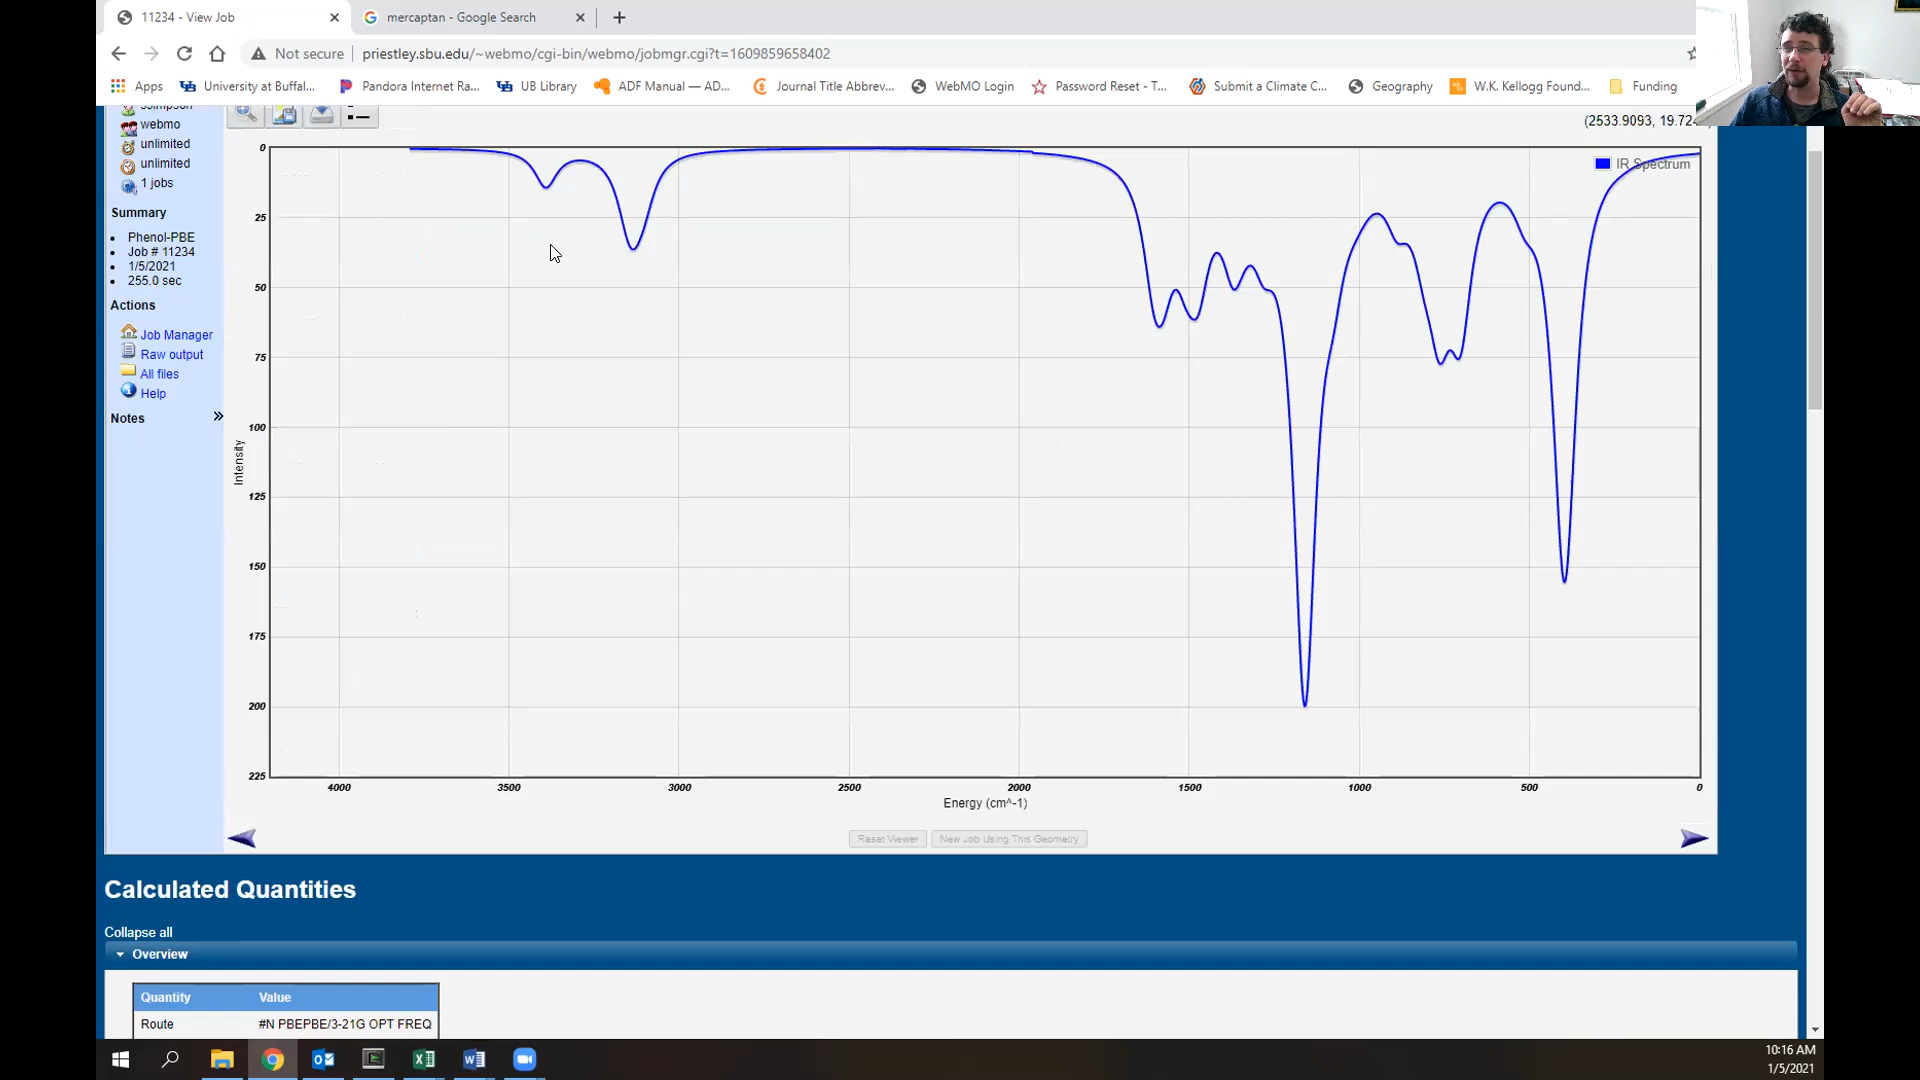 11234 - View Job
mercaptan - Google Search
Not secure
priestley.sbu.edu/~webmo/cgi-bin/webmo/jobmgr.cgi?t=1609859658402
Apps
University at Buffal...
Pandora Internet Ra...
UB Library
ADF Manual — AD...
Journal Title Abbrev...
WebMO Login
Password Reset - T...
Submit a Climate C...
Geography
W.K. Kellogg Found...
Funding
ssimpson
webmo
unlimited
unlimited
1 jobs
Summary
Phenol-PBE
Job # 11234
1/5/2021
255.0 sec
Actions
Job Manager
Raw output
All files
Help
Notes
(2533.9093, 19.724
IR Spectrum
0
25
50
75
100
125
150
175
200
225
Intensity
4000 3500 3000 2500 2000 1500 1000 500 0
Energy (cm^-1)
Reset Viewer
New Job Using This Geometry
Calculated Quantities
Collapse all
Overview
Quantity Value
Route #N PBEPBE/3-21G OPT FREQ
10:16 AM
1/5/2021